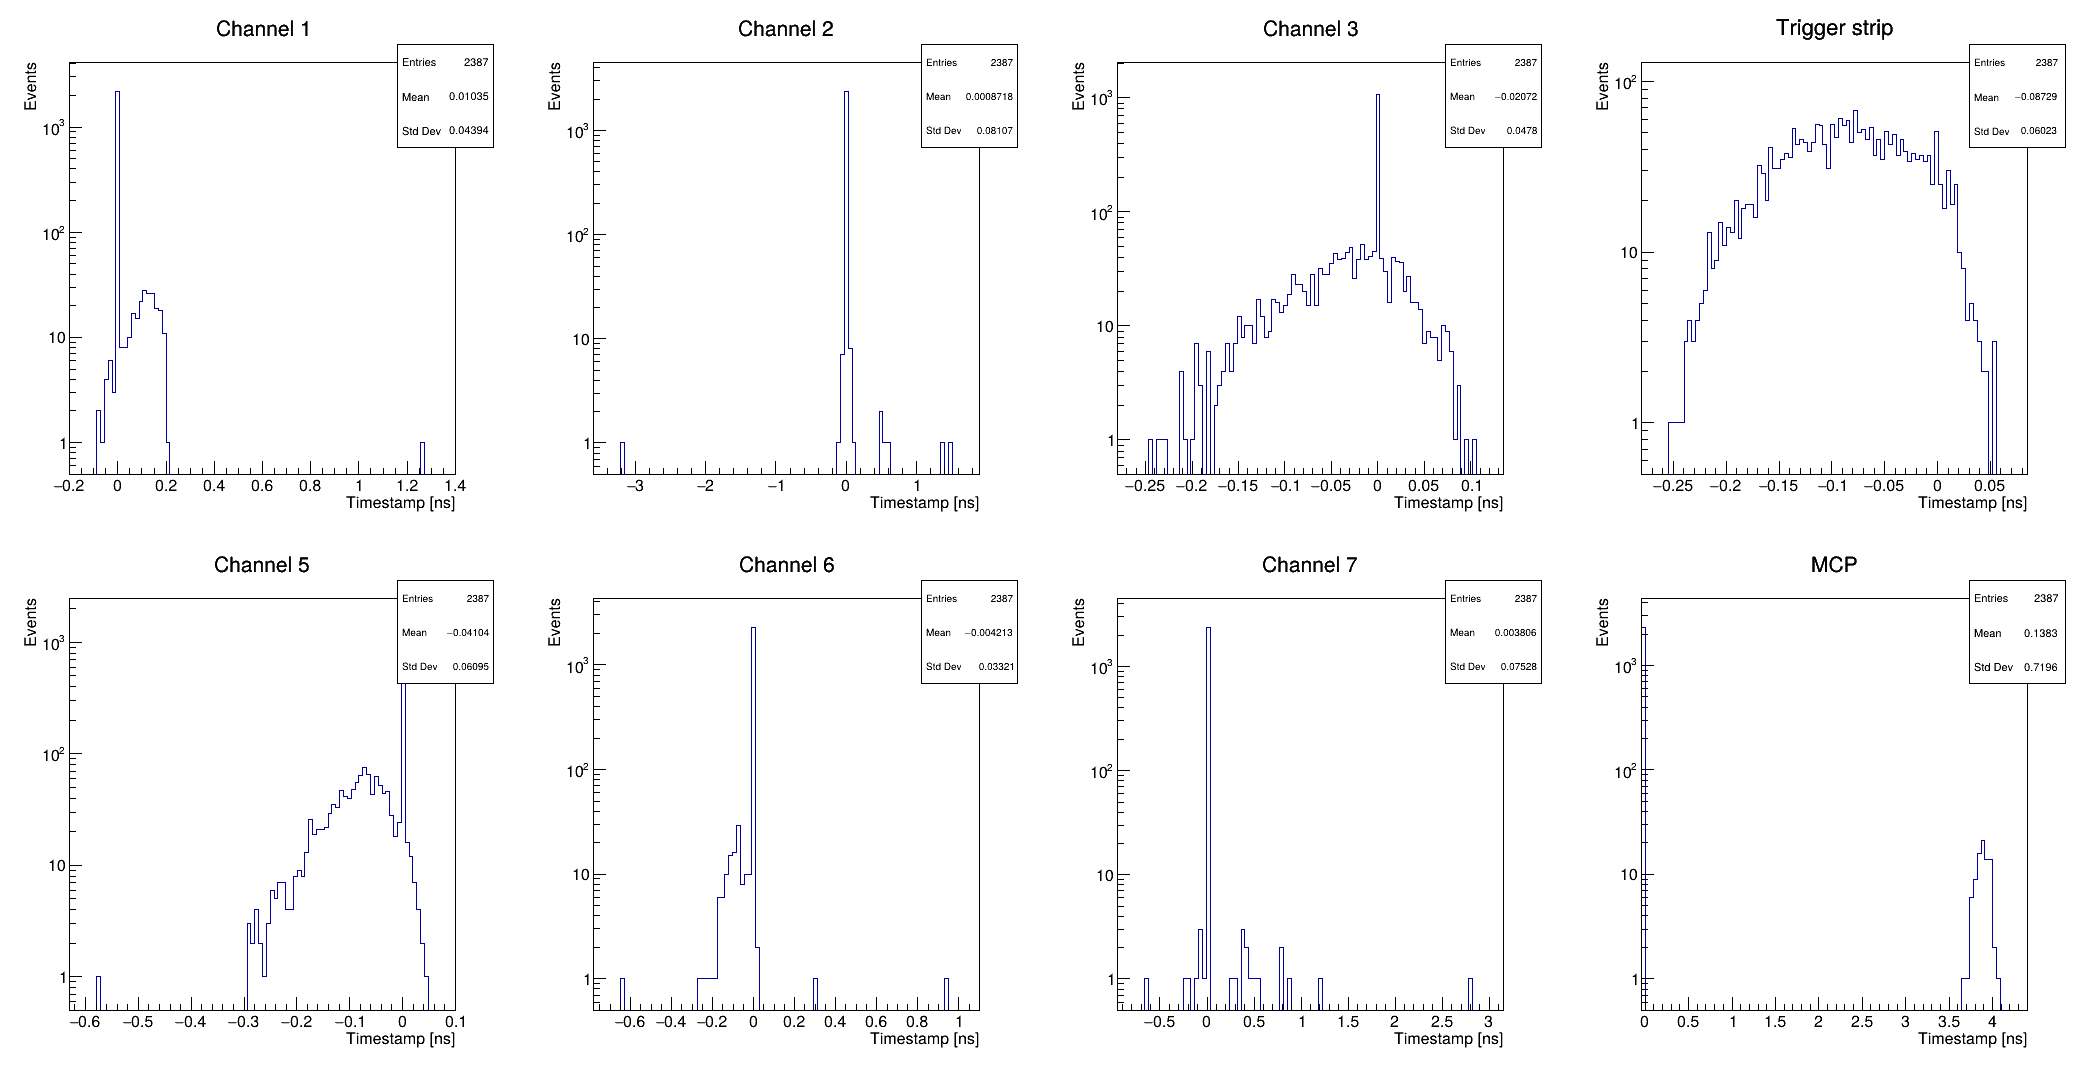 Channel 1
Events
Entries 2387
Mean 0.01035
Std Dev 0.04394
10³
10²
10
1
−0.2 0 0.2 0.4 0.6 0.8 1 1.2 1.4
Timestamp [ns]
Channel 2
Events
Entries 2387
Mean 0.0008718
Std Dev 0.08107
10³
10²
10
1
−3 −2 −1 0 1
Timestamp [ns]
Channel 3
Events
Entries 2387
Mean −0.02072
Std Dev 0.0478
10³
10²
10
1
−0.25 −0.2 −0.15 −0.1 −0.05 0 0.05 0.1
Timestamp [ns]
Trigger strip
Events
Entries 2387
Mean −0.08729
Std Dev 0.06023
10²
10
1
−0.25 −0.2 −0.15 −0.1 −0.05 0 0.05
Timestamp [ns]
Channel 5
Events
Entries 2387
Mean −0.04104
Std Dev 0.06095
10³
10²
10
1
−0.6 −0.5 −0.4 −0.3 −0.2 −0.1 0 0.1
Timestamp [ns]
Channel 6
Events
Entries 2387
Mean −0.004213
Std Dev 0.03321
10³
10²
10
1
−0.6 −0.4 −0.2 0 0.2 0.4 0.6 0.8 1
Timestamp [ns]
Channel 7
Events
Entries 2387
Mean 0.003806
Std Dev 0.07528
10³
10²
10
1
−0.5 0 0.5 1 1.5 2 2.5 3
Timestamp [ns]
MCP
Events
Entries 2387
Mean 0.1383
Std Dev 0.7196
10³
10²
10
1
0 0.5 1 1.5 2 2.5 3 3.5 4
Timestamp [ns]